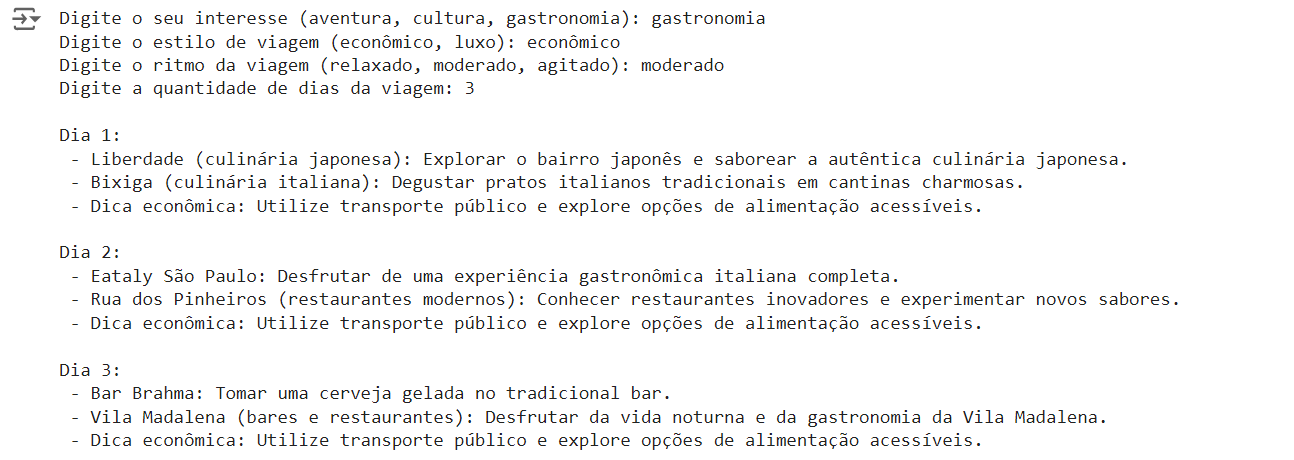 Digite o seu interesse (aventura, cultura, gastronomia): gastronomia
Digite o estilo de viagem (econômico, luxo): econômico
Digite o ritmo da viagem (relaxado, moderado, agitado): moderado
Digite a quantidade de dias da viagem: 3
Dia 1:
- Liberdade (culinária japonesa): Explorar o bairro japonês e saborear a autêntica culinária japonesa.
- Bixiga (culinária italiana): Degustar pratos italianos tradicionais em cantinas charmosas.
- Dica econômica: Utilize transporte público e explore opções de alimentação acessíveis.
Dia 2:
- Eataly São Paulo: Desfrutar de uma experiência gastronômica italiana completa.
- Rua dos Pinheiros (restaurantes modernos): Conhecer restaurantes inovadores e experimentar novos sabores.
- Dica econômica: Utilize transporte público e explore opções de alimentação acessíveis.
Dia 3:
- Bar Brahma: Tomar uma cerveja gelada no tradicional bar.
- Vila Madalena (bares e restaurantes): Desfrutar da vida noturna e da gastronomia da Vila Madalena.
- Dica econômica: Utilize transporte público e explore opções de alimentação acessíveis.